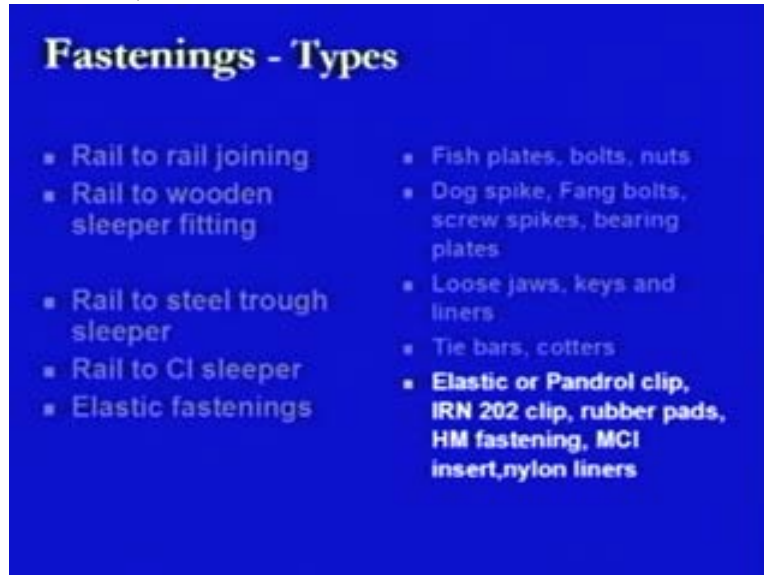 Fastenings - Types
Rail to rail joining
Rail to wooden
sleeper fitting
Rail to steel trough
sleeper
Rail to CI sleeper
Elastic fastenings
Fish plates, bolts, nuts
Dog spike, Fang bolts,
screw spikes, bearing
plates
Loose jaws, keys and
liners
Tie bars, cotters
Elastic or Pandrol clip,
IRN 202 clip, rubber pads,
HM fastening, MCI
insert,nylon liners